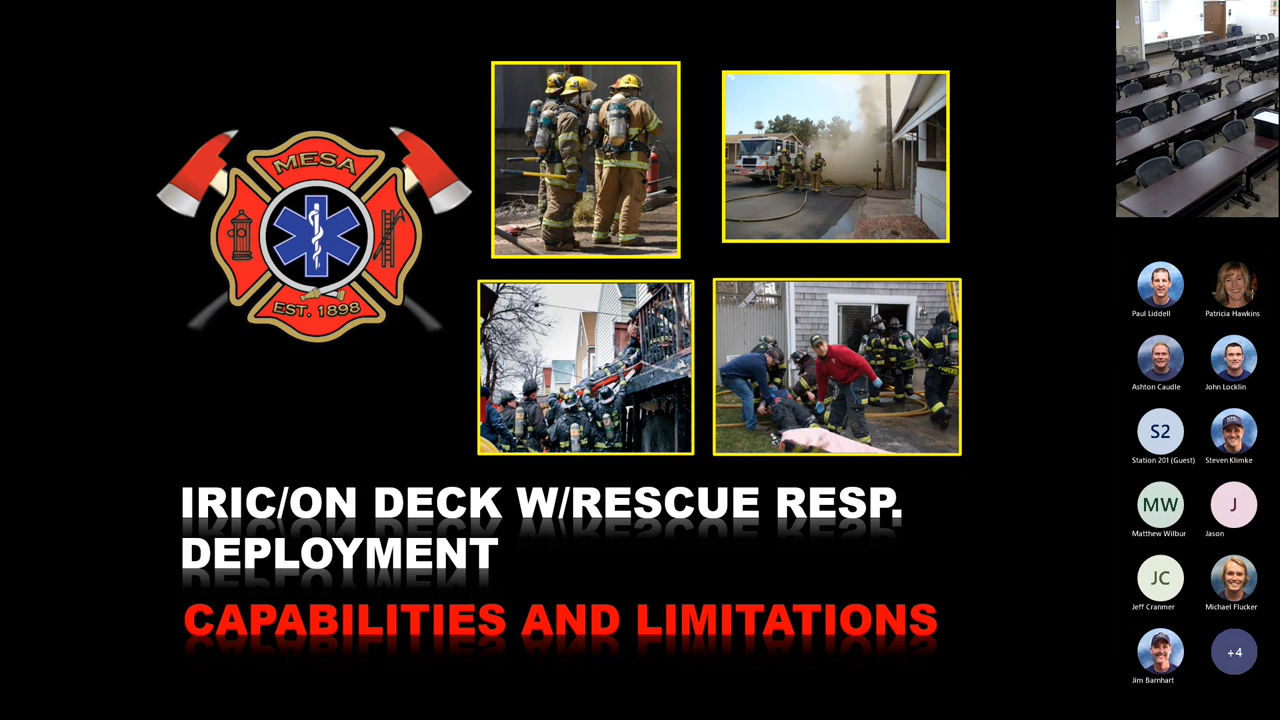 MESA
EST. 1898
IRIC/ON DECK W/RESCUE RESP.
DEPLOYMENT
CAPABILITIES AND LIMITATIONS
Paul Liddell
Patricia Hawkins
Ashton Caudle
John Locklin
S2
Station 201 (Guest)
Steven Klimke
MW
Matthew Wilbur
J
Jason
JC
Jeff Cranmer
Michael Flucker
Jim Barnhart
+4